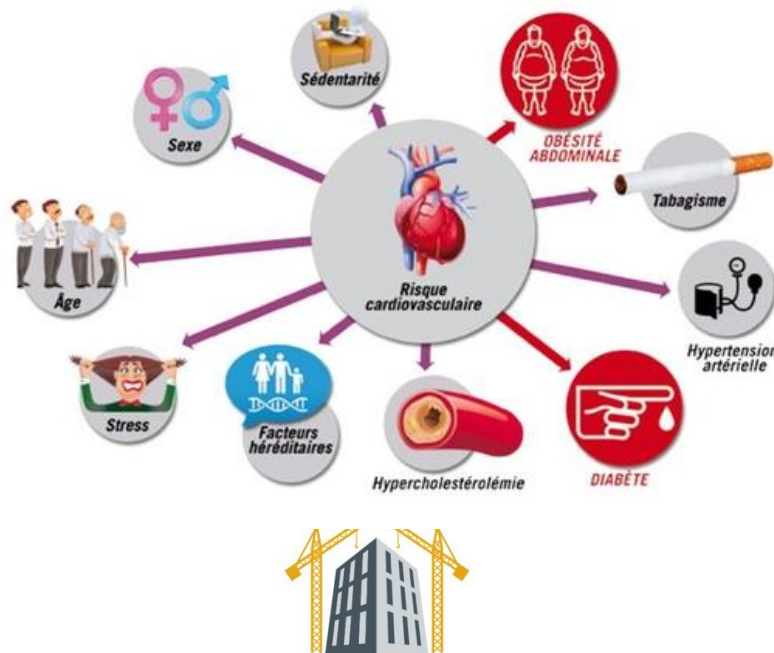 Sédentarité
OBÉSITÉ
ABDOMINALE
Sexe
Tabagisme
Risque
cardiovasculaire
Âge
Hypertension
artérielle
Stress
Facteurs
héréditaires
Hypercholestérolémie
DIABÈTE